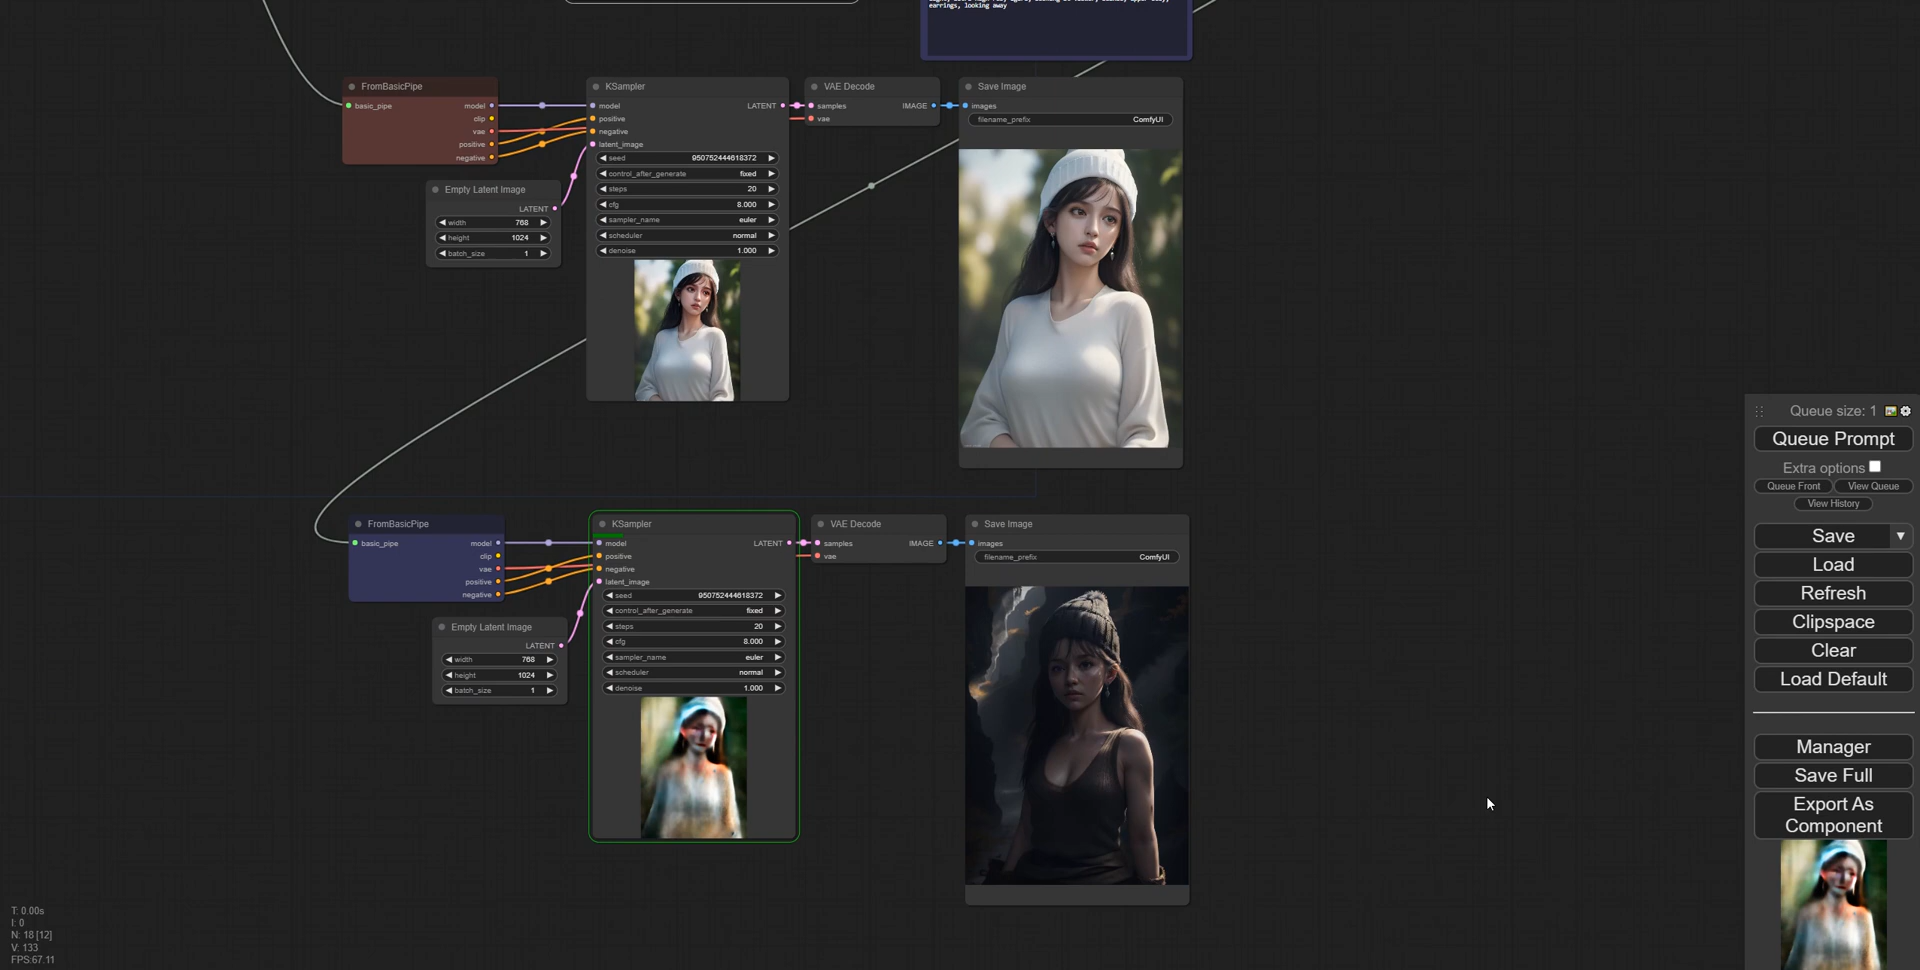 earrings, looking away
FromBasicPipe
basic_pipe
model
clip
vae
positive
negative
Empty Latent Image
LATENT
width 768
height 1024
batch_size 1
KSampler
model
LATENT
positive
negative
latent_image
seed 950752444618372
control_after_generate fixed
steps 20
cfg 8.000
sampler_name euler
scheduler normal
denoise 1.000
VAE Decode
samples IMAGE
vae
Save Image
images
filename_prefix ComfyUI
FromBasicPipe
basic_pipe
model
clip
vae
positive
negative
Empty Latent Image
LATENT
width 768
height 1024
batch_size 1
KSampler
model
LATENT
positive
negative
latent_image
seed 950752444618372
control_after_generate fixed
steps 20
cfg 8.000
sampler_name euler
scheduler normal
denoise 1.000
VAE Decode
samples IMAGE
vae
Save Image
images
filename_prefix ComfyUI
Queue size: 1
Queue Prompt
Extra options
Queue Front
View Queue
View History
Save
Load
Refresh
Clipspace
Clear
Load Default
Manager
Save Full
Export As
Component
T: 0.00s
I: 0
N: 18 [12]
V: 133
FPS:67.11